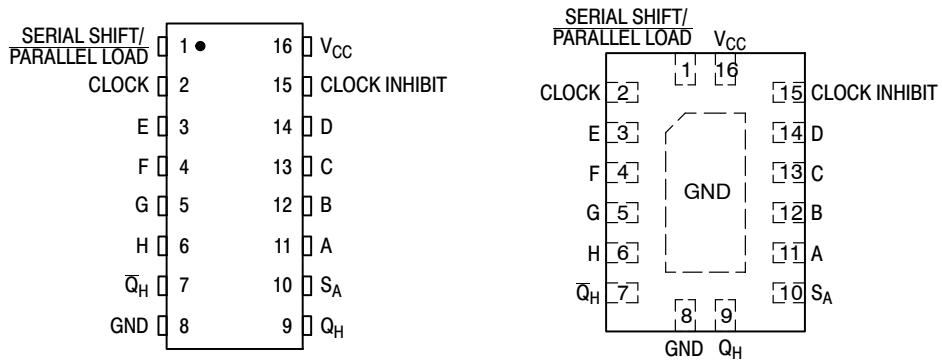 SERIAL SHIFT/
PARALLEL LOAD 1 16 VCC
CLOCK 2 15 CLOCK INHIBIT
E 3 14 D
F 4 13 C
G 5 12 B
H 6 11 A
Q̅H 7 10 SA
GND 8 9 QH
SERIAL SHIFT/
P̅A̅R̅A̅L̅L̅E̅L̅ L̅O̅A̅D̅ VCC
1 16
CLOCK 2 15 CLOCK INHIBIT
E 3 14 D
F 4 13 C
GND
G 5 12 B
H 6 11 A
Q̅H 7 10 SA
8 9
GND QH